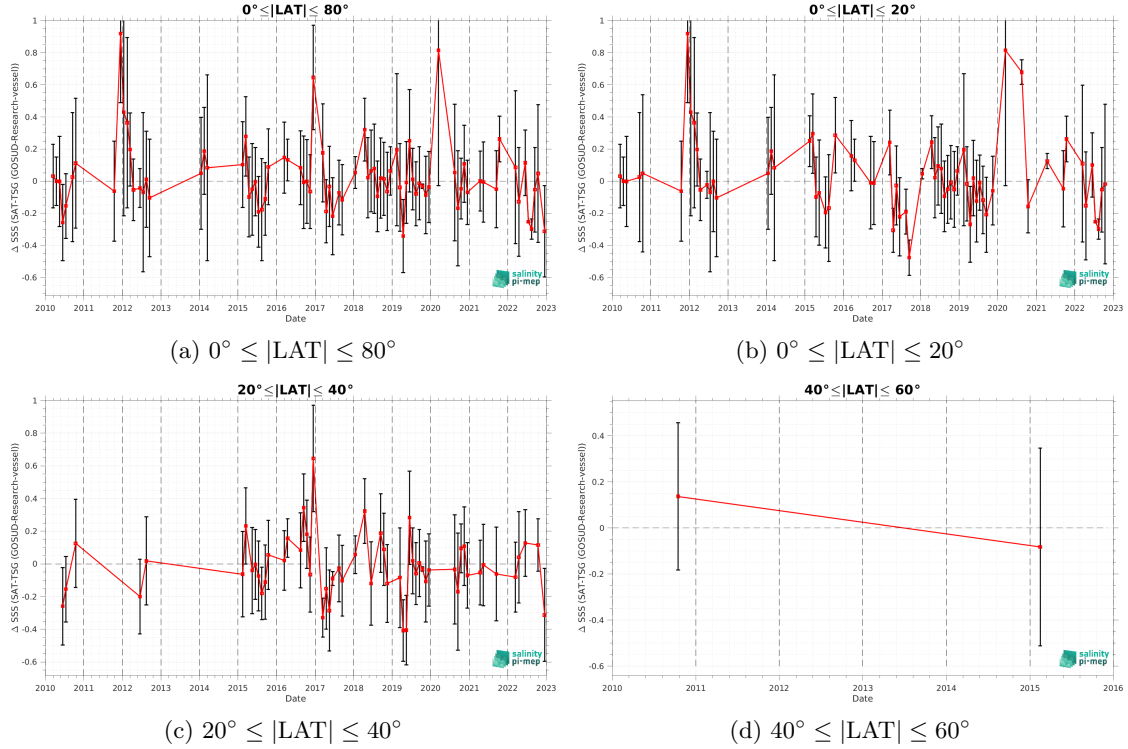 0°≤|LAT|≤ 80°
Δ SSS (SAT-TSG (GOSUD-Research-vessel))
1
0.8
0.6
0.4
0.2
0
-0.2
-0.4
-0.6
2010 2011 2012 2013 2014 2015 2016 2017 2018 2019 2020 2021 2022 2023
Date
salinity
pi-mep
(a) 0° ≤ |LAT| ≤ 80°
0°≤|LAT|≤ 20°
Δ SSS (SAT-TSG (GOSUD-Research-vessel))
1
0.8
0.6
0.4
0.2
0
-0.2
-0.4
-0.6
2010 2011 2012 2013 2014 2015 2016 2017 2018 2019 2020 2021 2022 2023
Date
salinity
pi-mep
(b) 0° ≤ |LAT| ≤ 20°
20°≤|LAT|≤ 40°
Δ SSS (SAT-TSG (GOSUD-Research-vessel))
1
0.8
0.6
0.4
0.2
0
-0.2
-0.4
-0.6
-0.8
2010 2011 2012 2013 2014 2015 2016 2017 2018 2019 2020 2021 2022 2023
Date
salinity
pi-mep
(c) 20° ≤ |LAT| ≤ 40°
40°≤|LAT|≤ 60°
Δ SSS (SAT-TSG (GOSUD-Research-vessel))
0.4
0.2
0
-0.2
-0.4
-0.6
2010 2011 2012 2013 2014 2015 2016
Date
salinity
pi-mep
(d) 40° ≤ |LAT| ≤ 60°